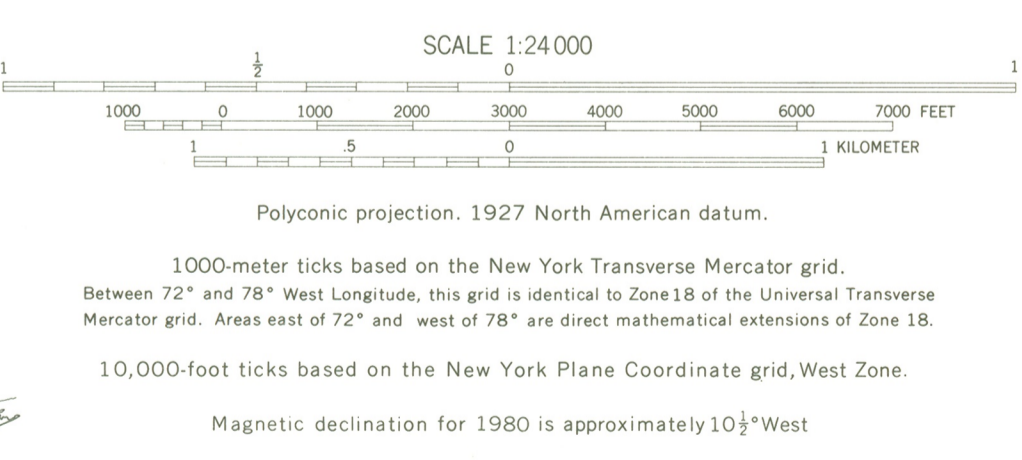 SCALE 1:24 000
1 ½ 0 1
1000 0 1000 2000 3000 4000 5000 6000 7000 FEET
1 .5 0 1 KILOMETER
Polyconic projection. 1927 North American datum.
1000-meter ticks based on the New York Transverse Mercator grid.
Between 72° and 78° West Longitude, this grid is identical to Zone 18 of the Universal Transverse
Mercator grid. Areas east of 72° and west of 78° are direct mathematical extensions of Zone 18.
10,000-foot ticks based on the New York Plane Coordinate grid, West Zone.
Magnetic declination for 1980 is approximately 10½° West